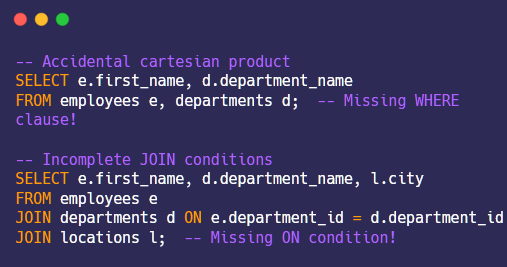 -- Accidental cartesian product
SELECT e.first_name, d.department_name
FROM employees e, departments d;  -- Missing WHERE
clause!

-- Incomplete JOIN conditions
SELECT e.first_name, d.department_name, l.city
FROM employees e
JOIN departments d ON e.department_id = d.department_id
JOIN locations l;  -- Missing ON condition!